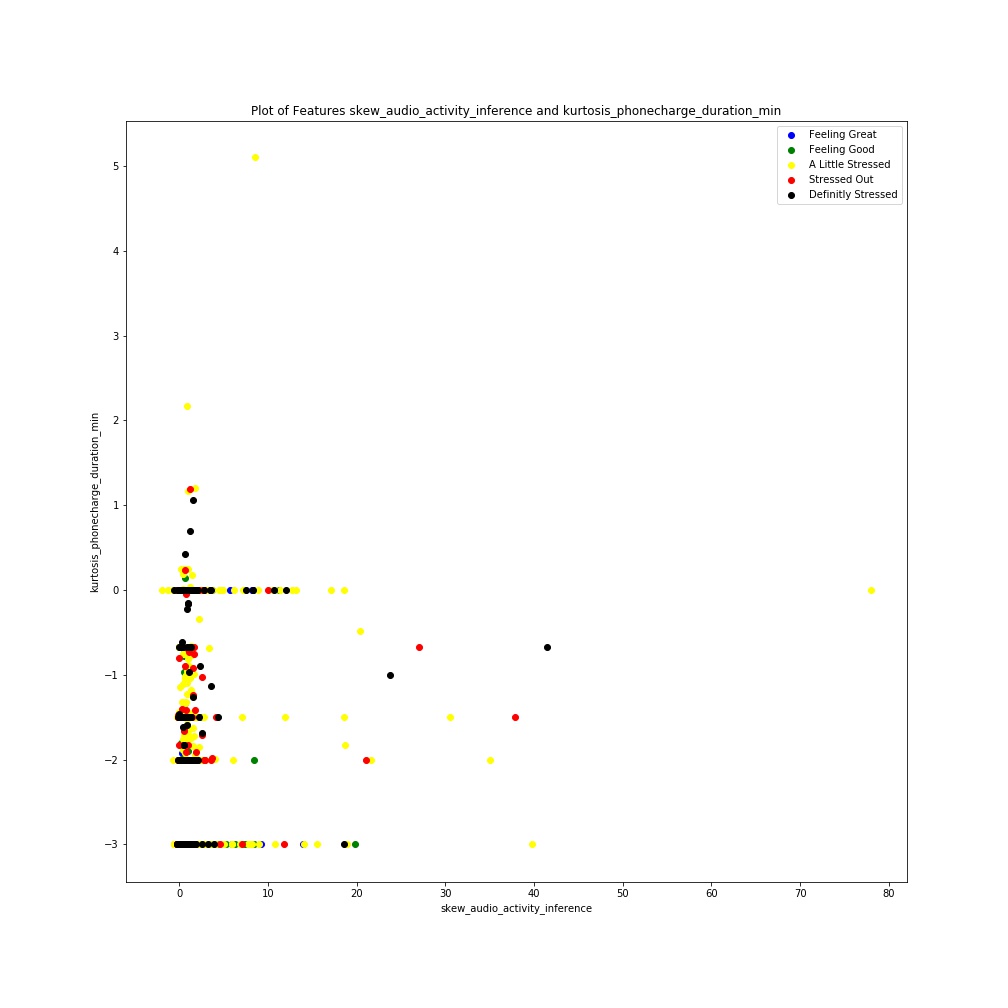 Plot of Features skew_audio_activity_inference and kurtosis_phonecharge_duration_min
Feeling Great
Feeling Good
A Little Stressed
Stressed Out
Definitly Stressed
kurtosis_phonecharge_duration_min
5
4
3
2
1
0
−1
−2
−3
0 10 20 30 40 50 60 70 80
skew_audio_activity_inference